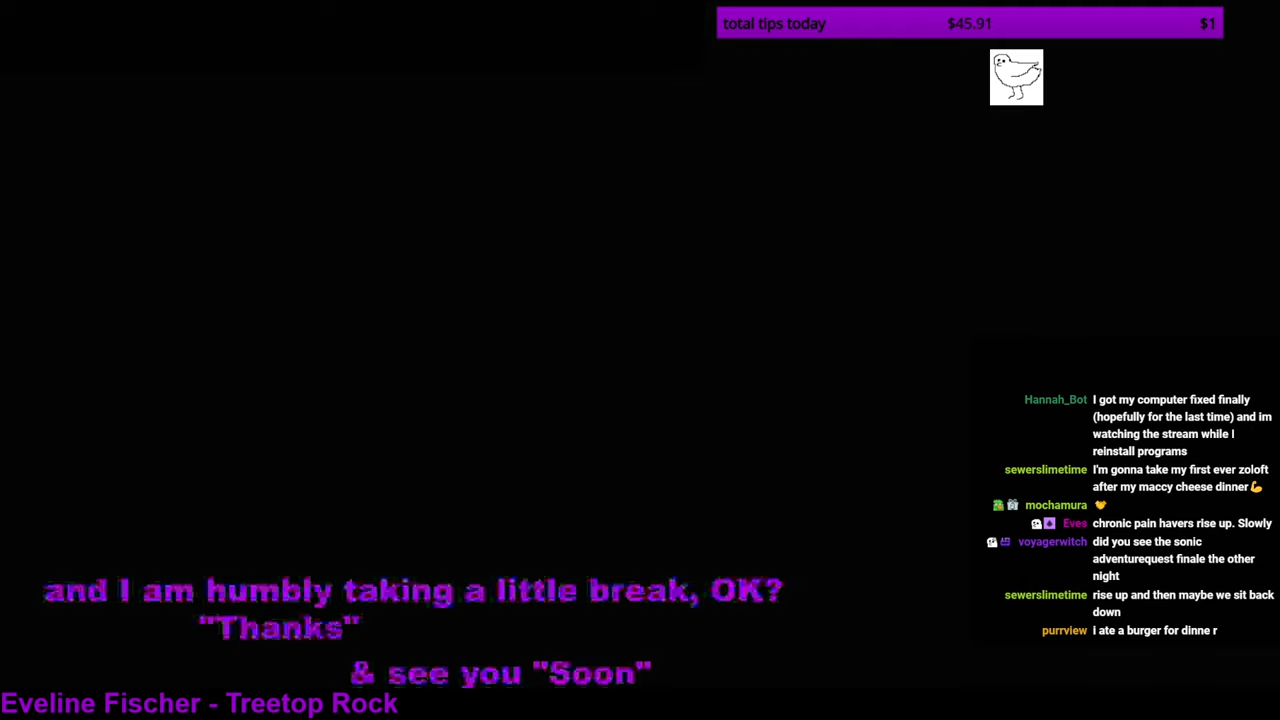 total tips today $45.91 $1
Hannah_Bot I got my computer fixed finally
(hopefully for the last time) and im
watching the stream while I
reinstall programs
sewerslimetime I'm gonna take my first ever zoloft
after my maccy cheese dinner💪
mochamura
Eves chronic pain havers rise up. Slowly
voyagerwitch did you see the sonic
adventurequest finale the other
night
sewerslimetime rise up and then maybe we sit back
down
purrview i ate a burger for dinne r
and I am humbly taking a little break, OK?
"Thanks"
& see you "Soon"
Eveline Fischer - Treetop Rock